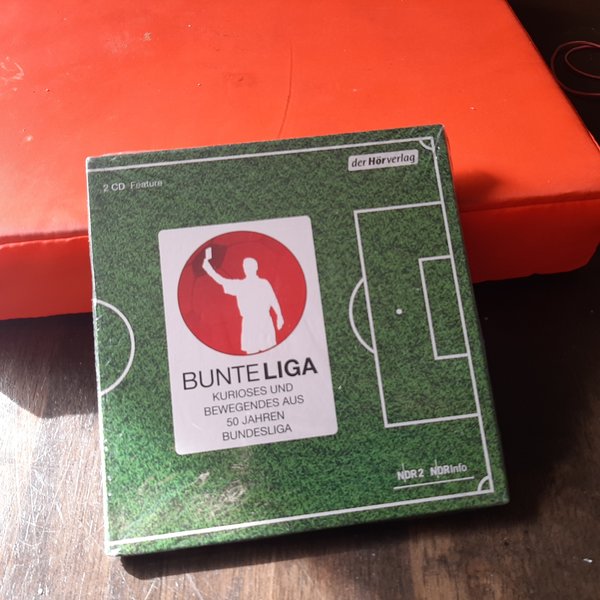 der Hörverlag
2 CD Feature
BUNTE LIGA
KURIOSES UND
BEWEGENDES AUS
50 JAHREN
BUNDESLIGA
NDR 2 NDR Info